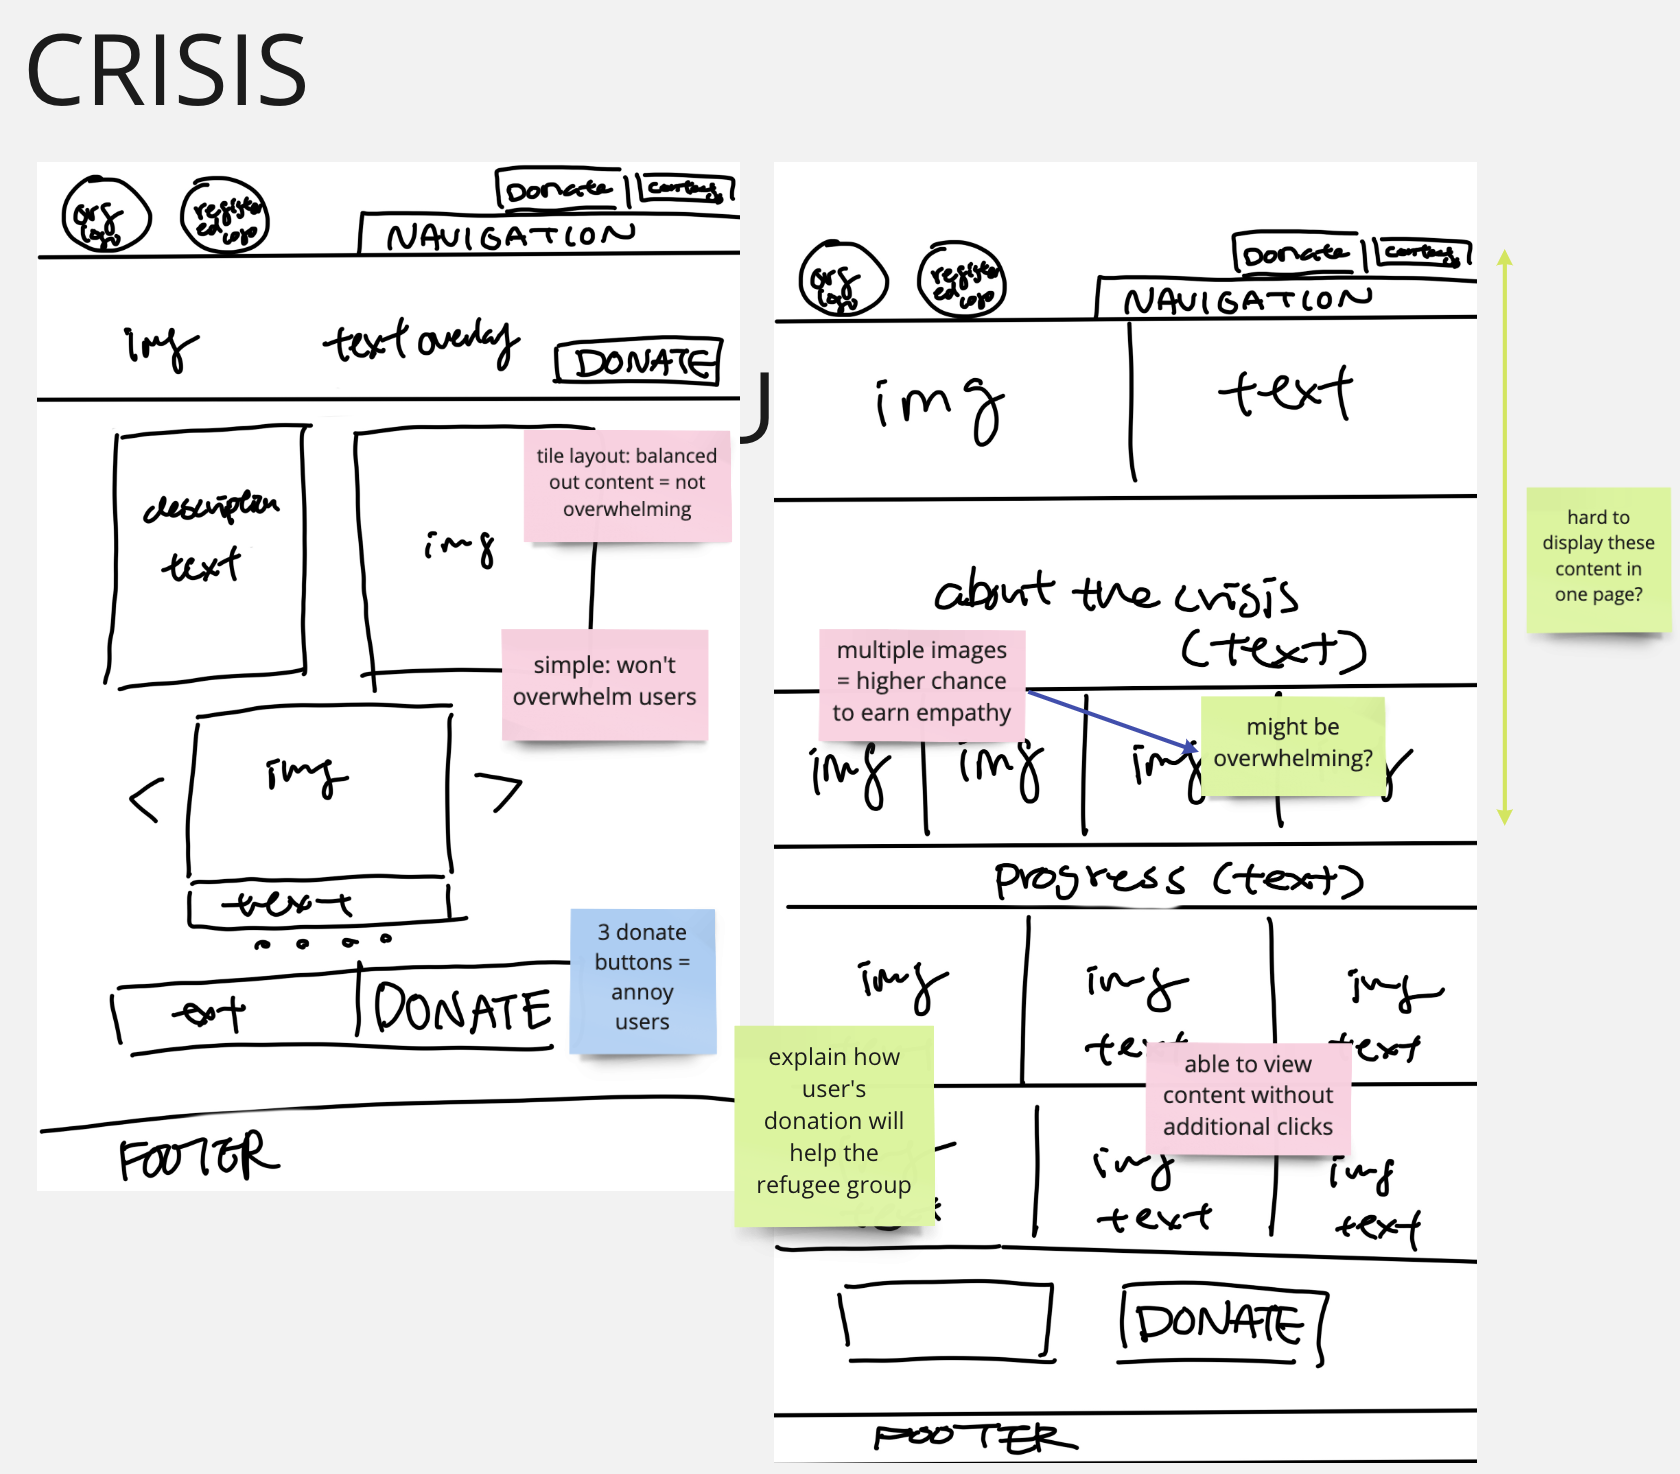 CRISIS
org
logo
register
ed logo
Donate
NAVIGATION
img
text overlay
DONATE
U
description
text
img
tile layout: balanced
out content = not
overwhelming
simple: won't
overwhelm users
<
img
>
text
3 donate
buttons =
annoy
users
text
DONATE
FOOTER
org
logo
register
ed logo
Donate
NAVIGATION
img
text
about the crisis
(text)
multiple images
= higher chance
to earn empathy
might be
overwhelming?
img
img
img
hard to
display these
content in
one page?
progress (text)
img
img
text
img
text
explain how
user's
donation will
help the
refugee group
able to view
content without
additional clicks
img
text
img
text
DONATE
FOOTER